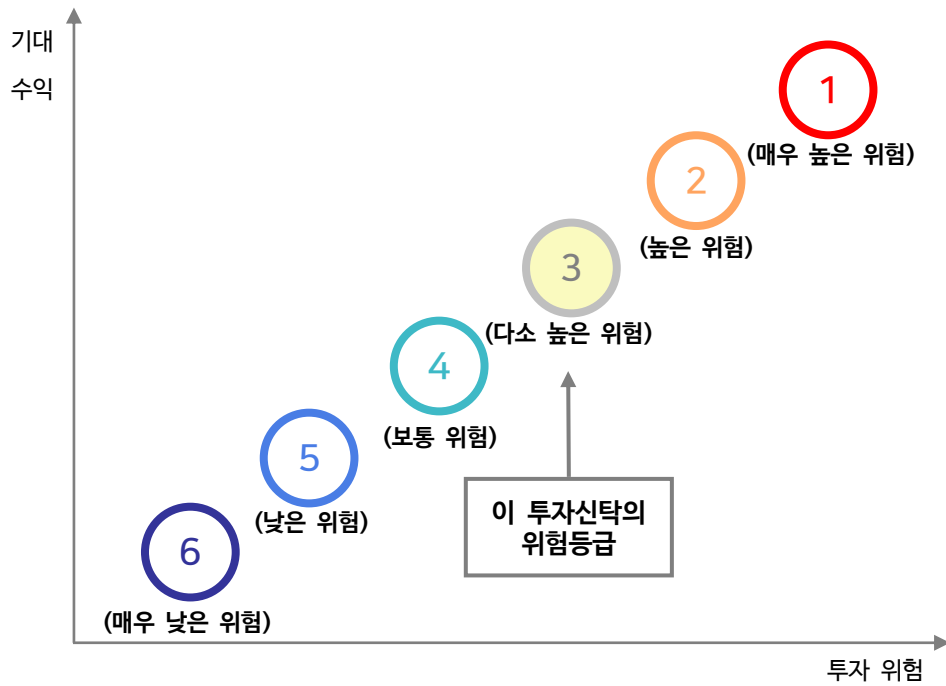 기대
수익
1
(매우 높은 위험)
2
(높은 위험)
3
(다소 높은 위험)
4
(보통 위험)
5
(낮은 위험)
이 투자신탁의
위험등급
6
(매우 낮은 위험)
투자 위험